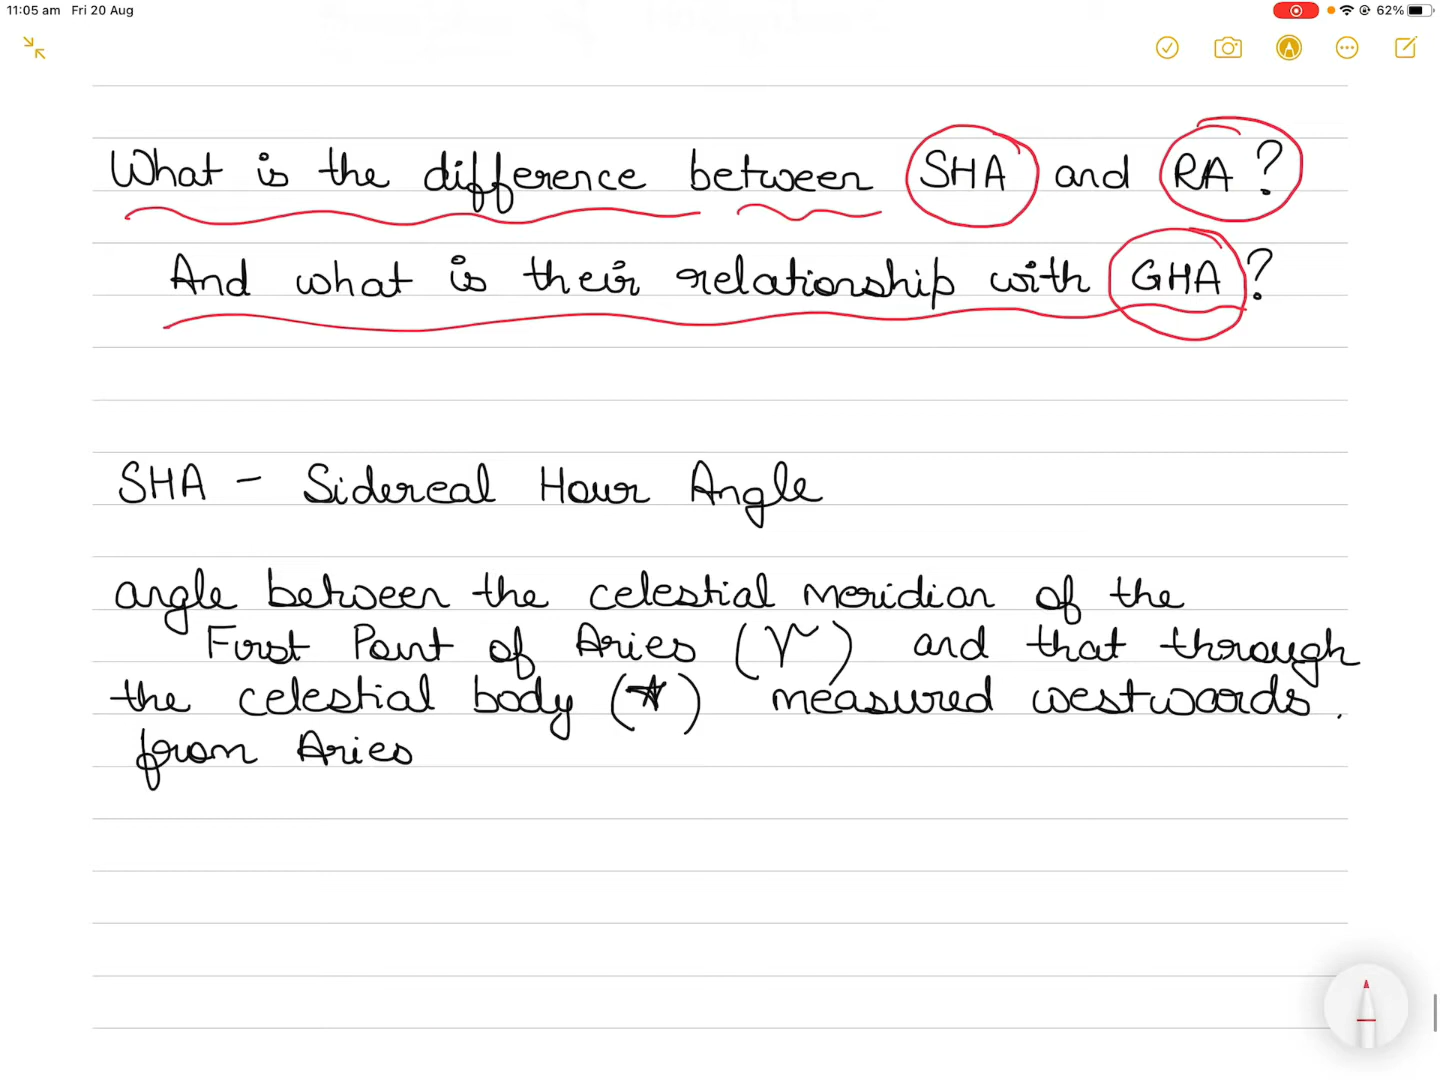 11:05 am Fri 20 Aug 62%
What is the difference between SHA and RA?
And what is their relationship with GHA?
SHA - Sidereal Hour Angle
angle between the celestial meridian of the
First Point of Aries (♈) and that through
the celestial body (★) measured westwards.
from Aries